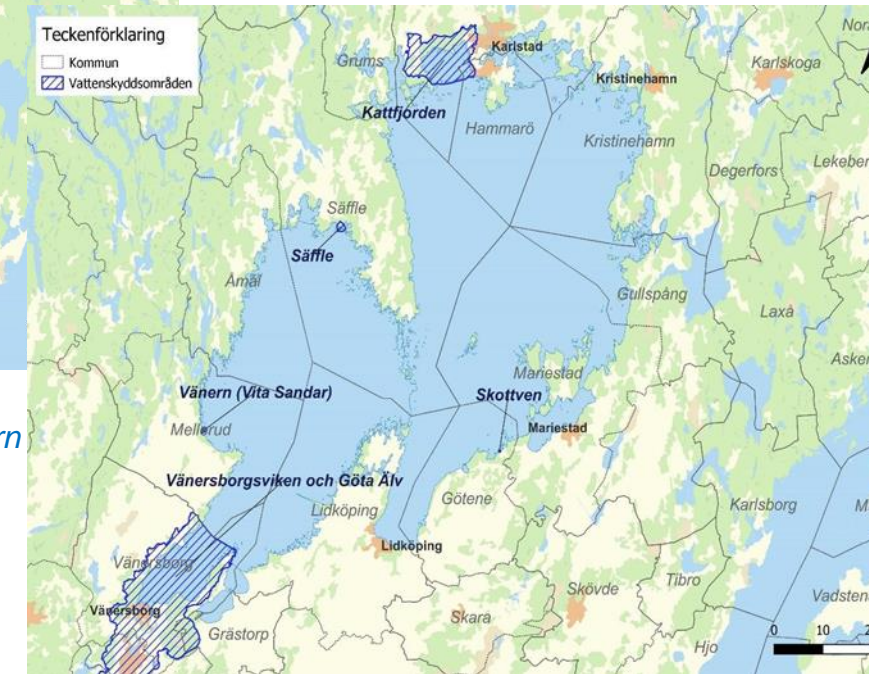 Teckenförklaring
Kommun
Vattenskyddsområden
Grums
Karlstad
Karlskoga
Kristinehamn
Kattfjorden
Hammarö
Kristinehamn
Degerfors
Säffle
Säffle
Åmål
Gullspång
Laxå
Mariestad
Vänern (Vita Sandar)
Skottven
Mellerud
Mariestad
Vänersborgsviken och Göta Älv
Lidköping
Götene
Karlsborg
Lidköping
Vänersborg
Vänersborg
Skövde
Tibro
Skara
Grästorp
Hjo
0 10